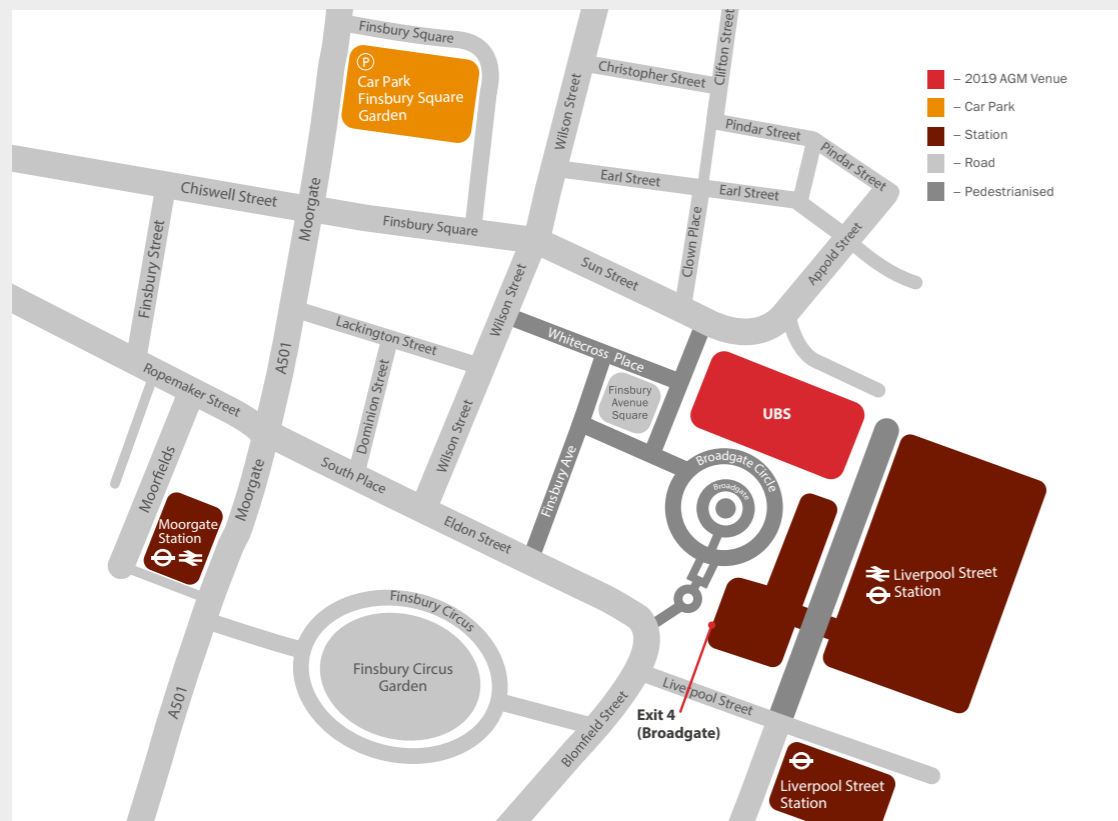 Finsbury Square
P
Car Park
Finsbury Square
Garden
Wilson Street
Christopher Street
Clifton Street
Pindar Street
Pindar Street
– 2019 AGM Venue
– Car Park
– Station
– Road
– Pedestrianised
Chiswell Street
Moorgate
Finsbury Square
Earl Street
Earl Street
Clown Place
Appold Street
Sun Street
Finsbury Street
Wilson Street
Lackington Street
Whitecross Place
A501
Ropemaker Street
Dominion Street
Wilson Street
Finsbury
Avenue
Square
UBS
Moorfields
Moorgate
South Place
Finsbury Ave
Broadgate Circle
Broadgate
Eldon Street
Moorgate
Station
Liverpool Street
Station
Finsbury Circus
Finsbury Circus
Garden
A501
Blomfield Street
Liverpool Street
Exit 4
(Broadgate)
Liverpool Street
Station